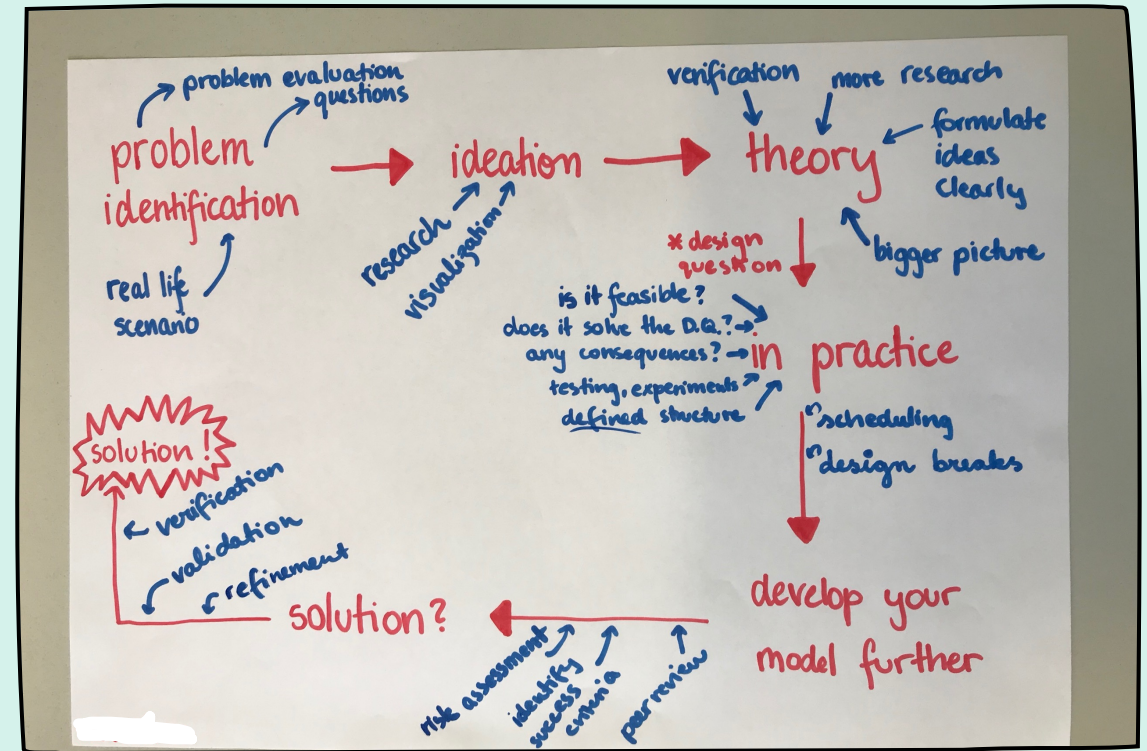 problem evaluation
questions
problem
identification
real life
scenario
ideation
research
visualization
verification
more research
theory
formulate
ideas
clearly
bigger picture
* design
question
is it feasible?
does it solve the D.Q.?
any consequences?
testing, experiments
defined structure
in practice
scheduling
design breaks
develop your
model further
risk assessment
identify
success
criteria
peer review
solution?
refinement
validation
verification
solution!